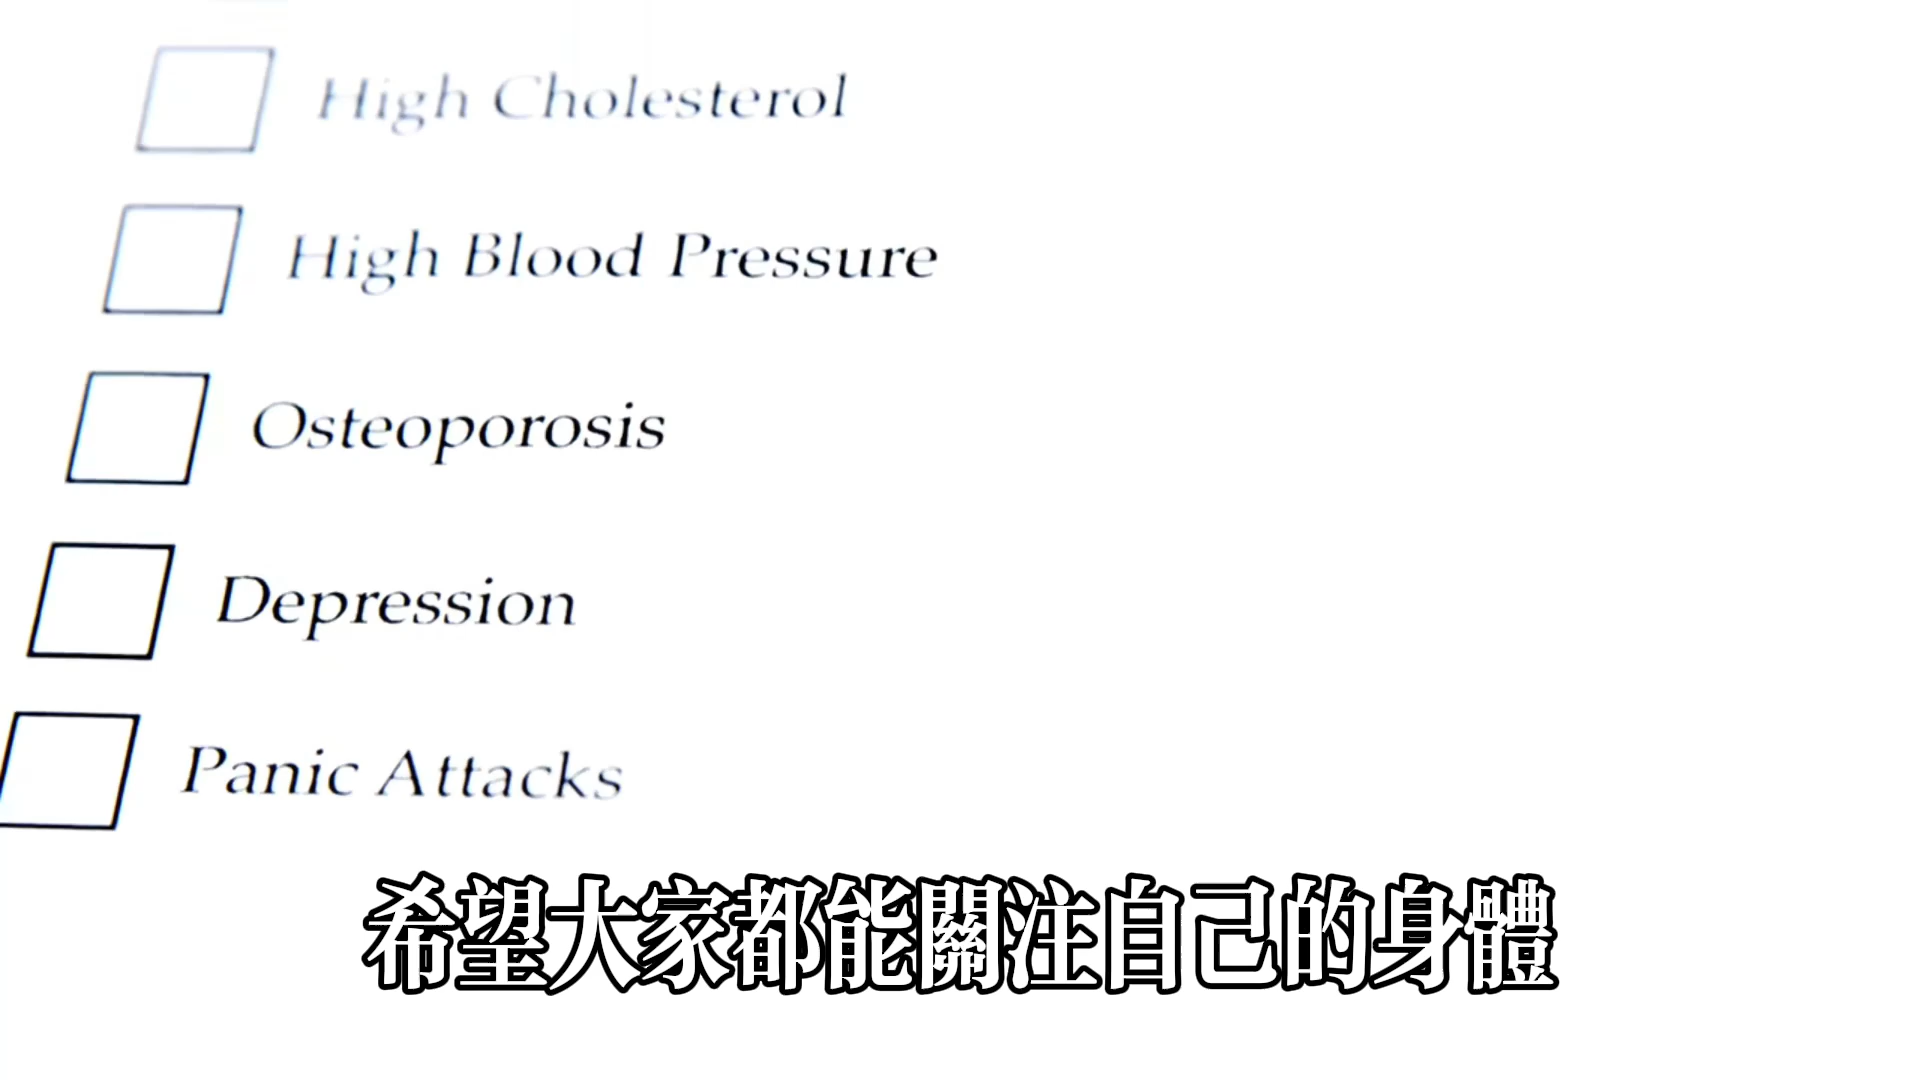 High Cholesterol
High Blood Pressure
Osteoporosis
Depression
Panic Attacks
希望大家都能關注自己的身體